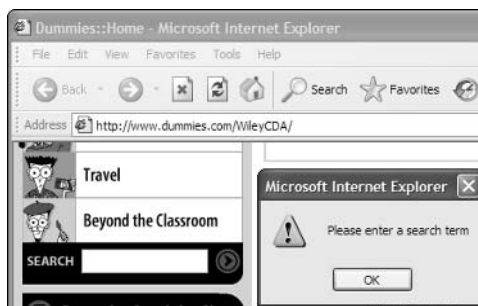 Dummies::Home - Microsoft Internet Explorer
File Edit View Favorites Tools Help
Back Search Favorites
Address http://www.dummies.com/WileyCDA/
Travel
Beyond the Classroom
SEARCH
Microsoft Internet Explorer
Please enter a search term
OK